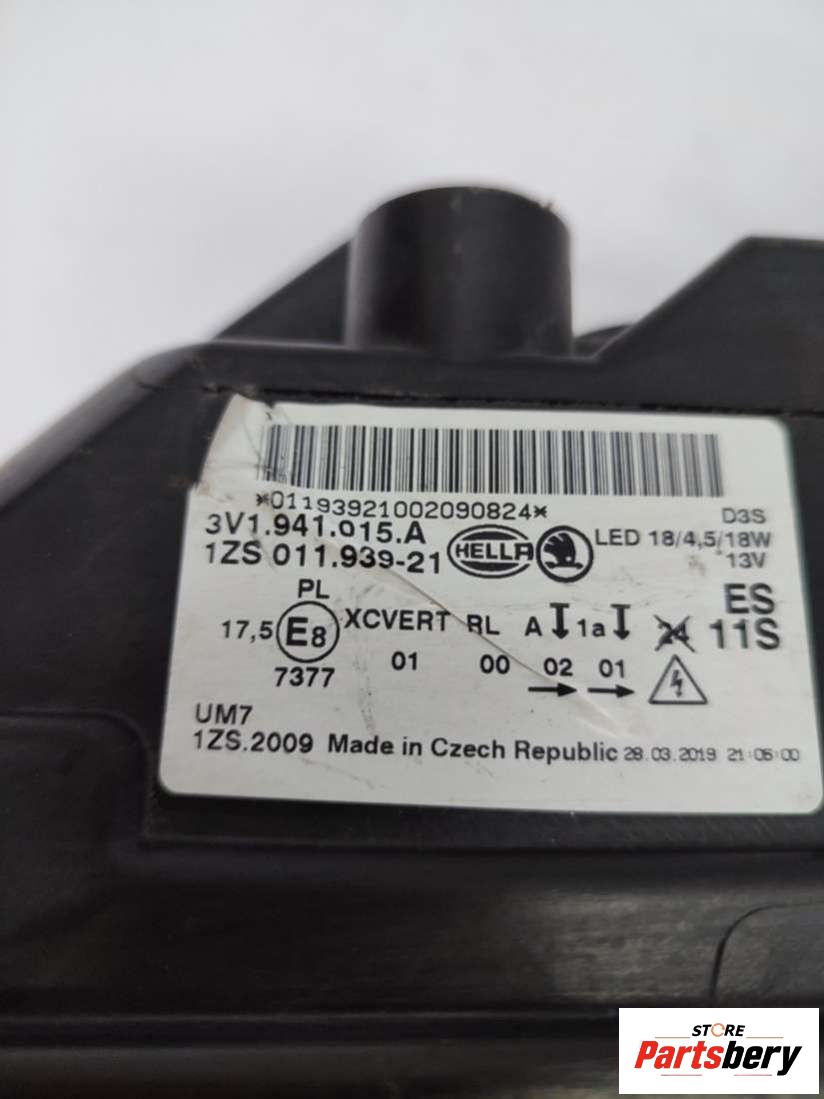 *01193921002090824*
3V1.941.015.A
1ZS 011.939-21
HELLA
D3S
LED 18/4,5/18W
13V
PL
ES
17,5 E8 XCVERT RL A 1a 24 11S
7377 01 00 02 01
UM7
1ZS.2009 Made in Czech Republic 28.03.2019 21:06:00
STORE
Partsbery